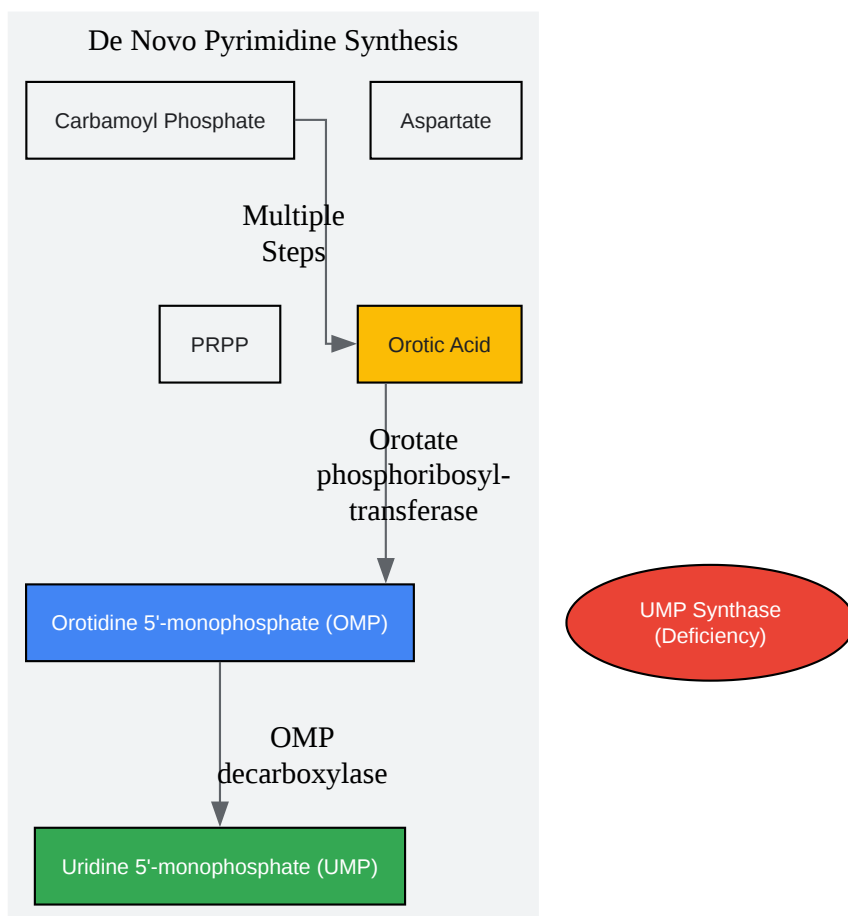 De Novo Pyrimidine Synthesis
Carbamoyl Phosphate
Aspartate
Multiple
Steps
PRPP
Orotic Acid
Orotate
phosphoribosyl-
transferase
Orotidine 5'-monophosphate (OMP)
UMP Synthase
(Deficiency)
OMP
decarboxylase
Uridine 5'-monophosphate (UMP)